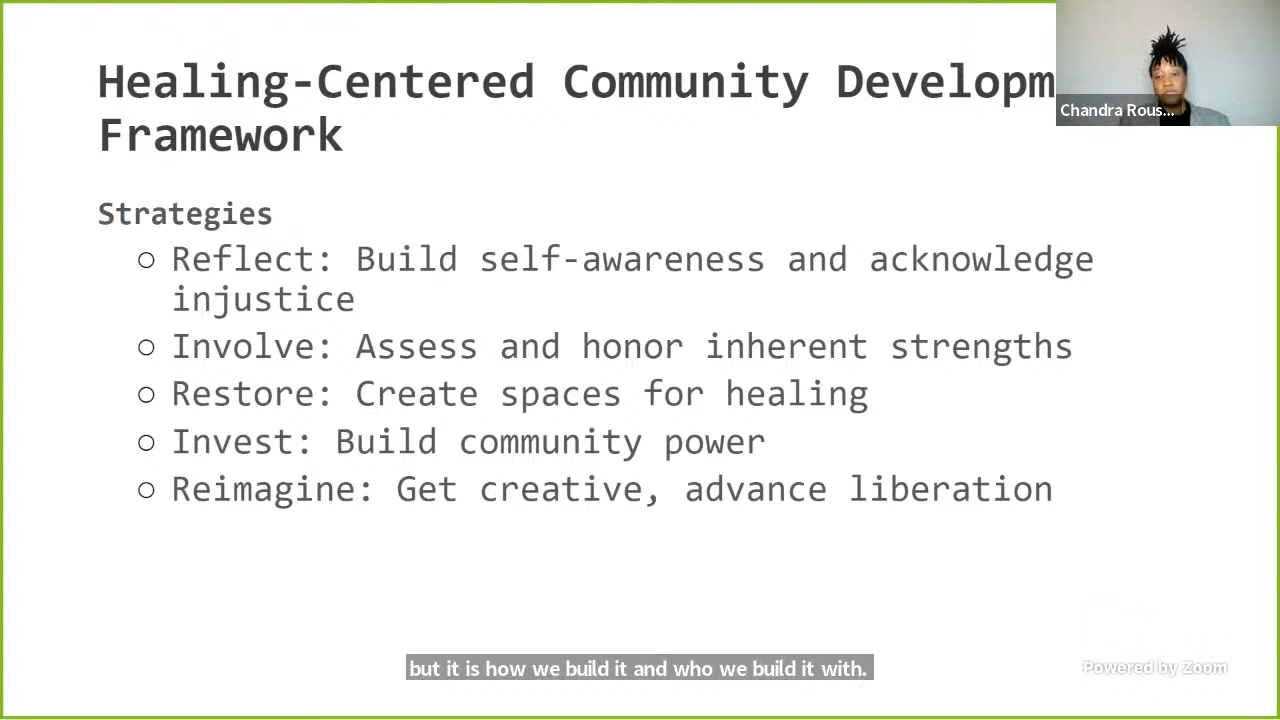 Healing-Centered Community Developm
Framework
Chandra Rous...
Strategies
○ Reflect: Build self-awareness and acknowledge
injustice
○ Involve: Assess and honor inherent strengths
○ Restore: Create spaces for healing
○ Invest: Build community power
○ Reimagine: Get creative, advance liberation
but it is how we build it and who we build it with.
Powered by Zoom